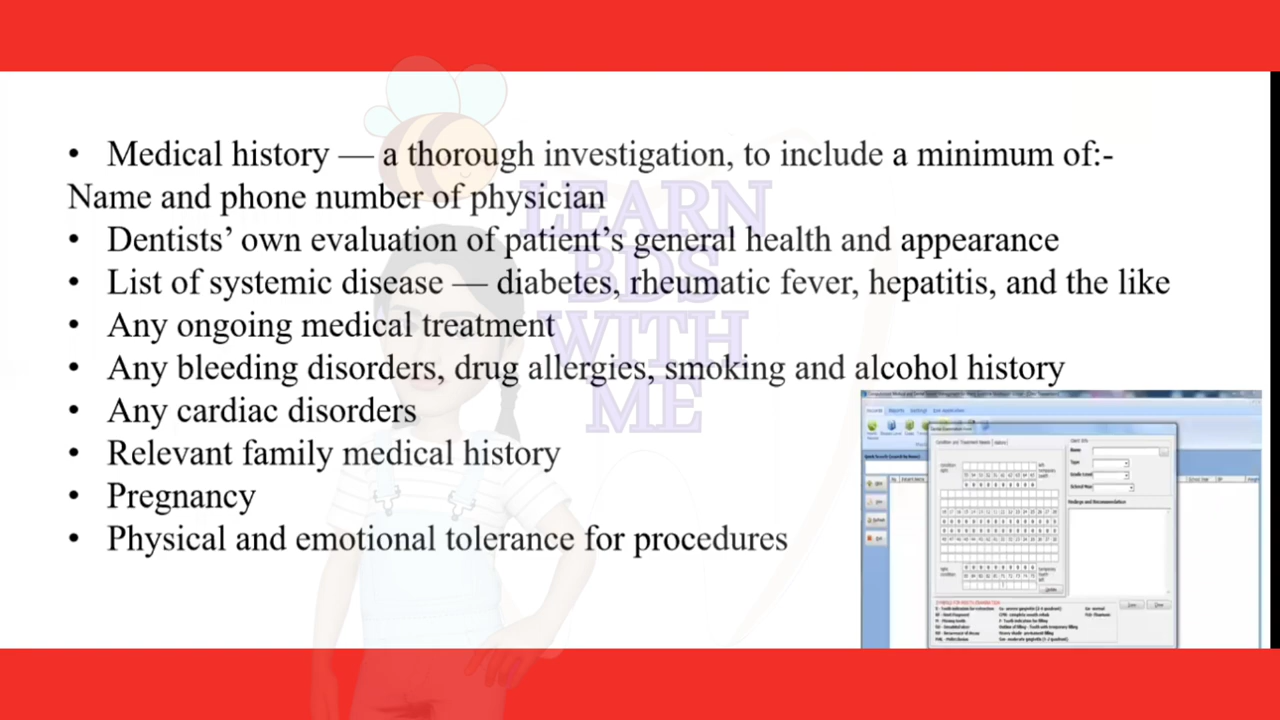 • Medical history — a thorough investigation, to include a minimum of:-
Name and phone number of physician
• Dentists’ own evaluation of patient’s general health and appearance
• List of systemic disease — diabetes, rheumatic fever, hepatitis, and the like
• Any ongoing medical treatment
• Any bleeding disorders, drug allergies, smoking and alcohol history
• Any cardiac disorders
• Relevant family medical history
• Pregnancy
• Physical and emotional tolerance for procedures
LEARN
BDS
WITH
ME